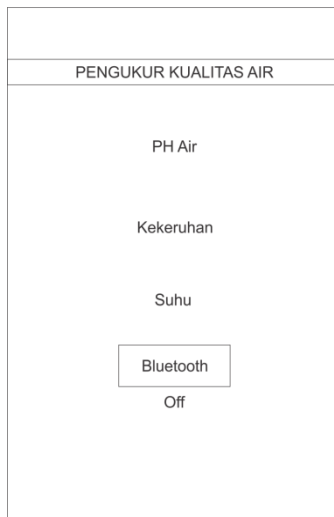 PENGUKUR KUALITAS AIR
PH Air
Kekeruhan
Suhu
Bluetooth
Off